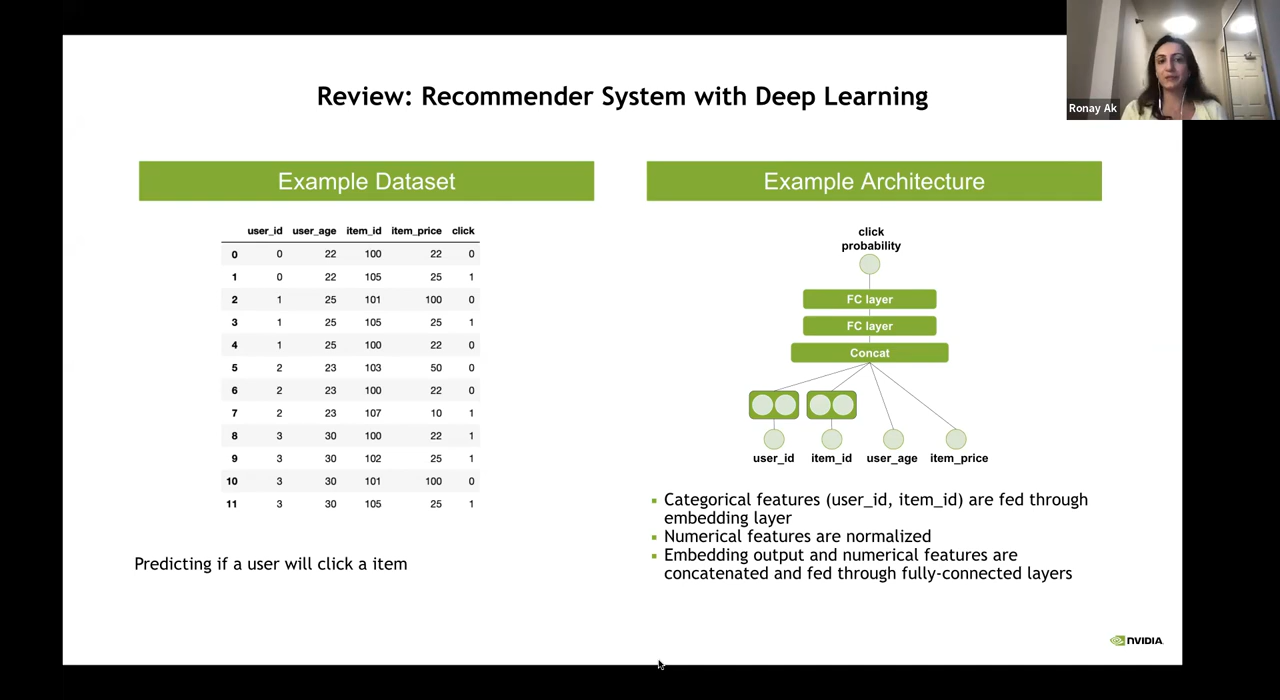 Ronay Ak
Review: Recommender System with Deep Learning
Example Dataset
user_id user_age item_id item_price click
0 0 22 100 22 0
1 0 22 105 25 1
2 1 25 101 100 0
3 1 25 105 25 1
4 1 25 100 22 0
5 2 23 103 50 0
6 2 23 100 22 0
7 2 23 107 10 1
8 3 30 100 22 1
9 3 30 102 25 1
10 3 30 101 100 0
11 3 30 105 25 1
Predicting if a user will click a item
Example Architecture
click
probability
FC layer
FC layer
Concat
user_id item_id user_age item_price
▪ Categorical features (user_id, item_id) are fed through
embedding layer
▪ Numerical features are normalized
▪ Embedding output and numerical features are
concatenated and fed through fully-connected layers
NVIDIA